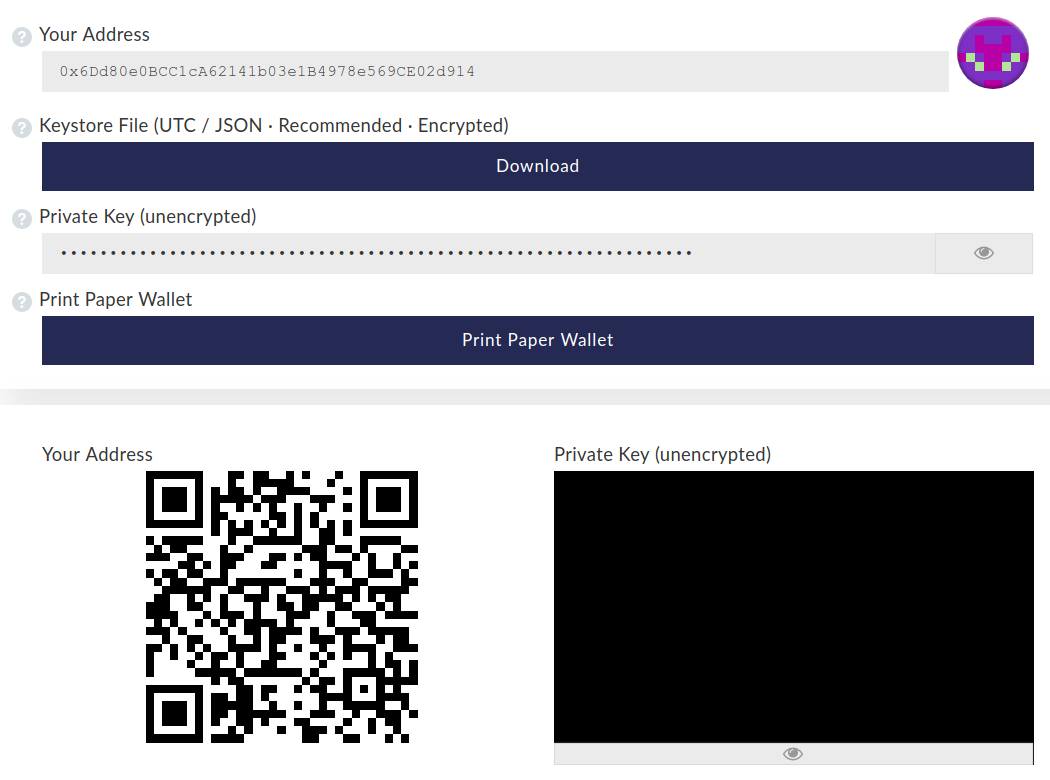 Your Address
0x6Dd80e0BCC1cA62141b03e1B4978e569CE02d914
Keystore File (UTC / JSON · Recommended · Encrypted)
Download
Private Key (unencrypted)
Print Paper Wallet
Print Paper Wallet
Your Address
Private Key (unencrypted)